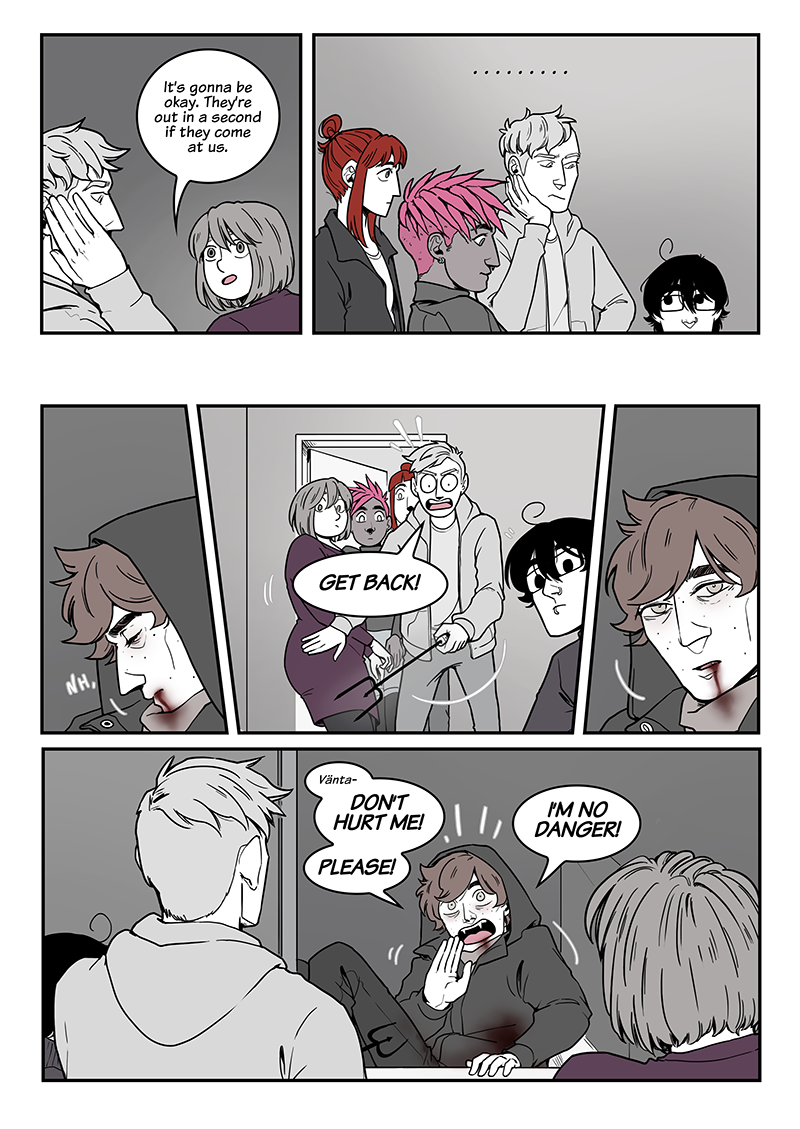 It's gonna be
okay. They're
out in a second
if they come
at us.
.........
NH,
GET BACK!
Vänta-
DON'T
HURT ME!
PLEASE!
I'M NO
DANGER!